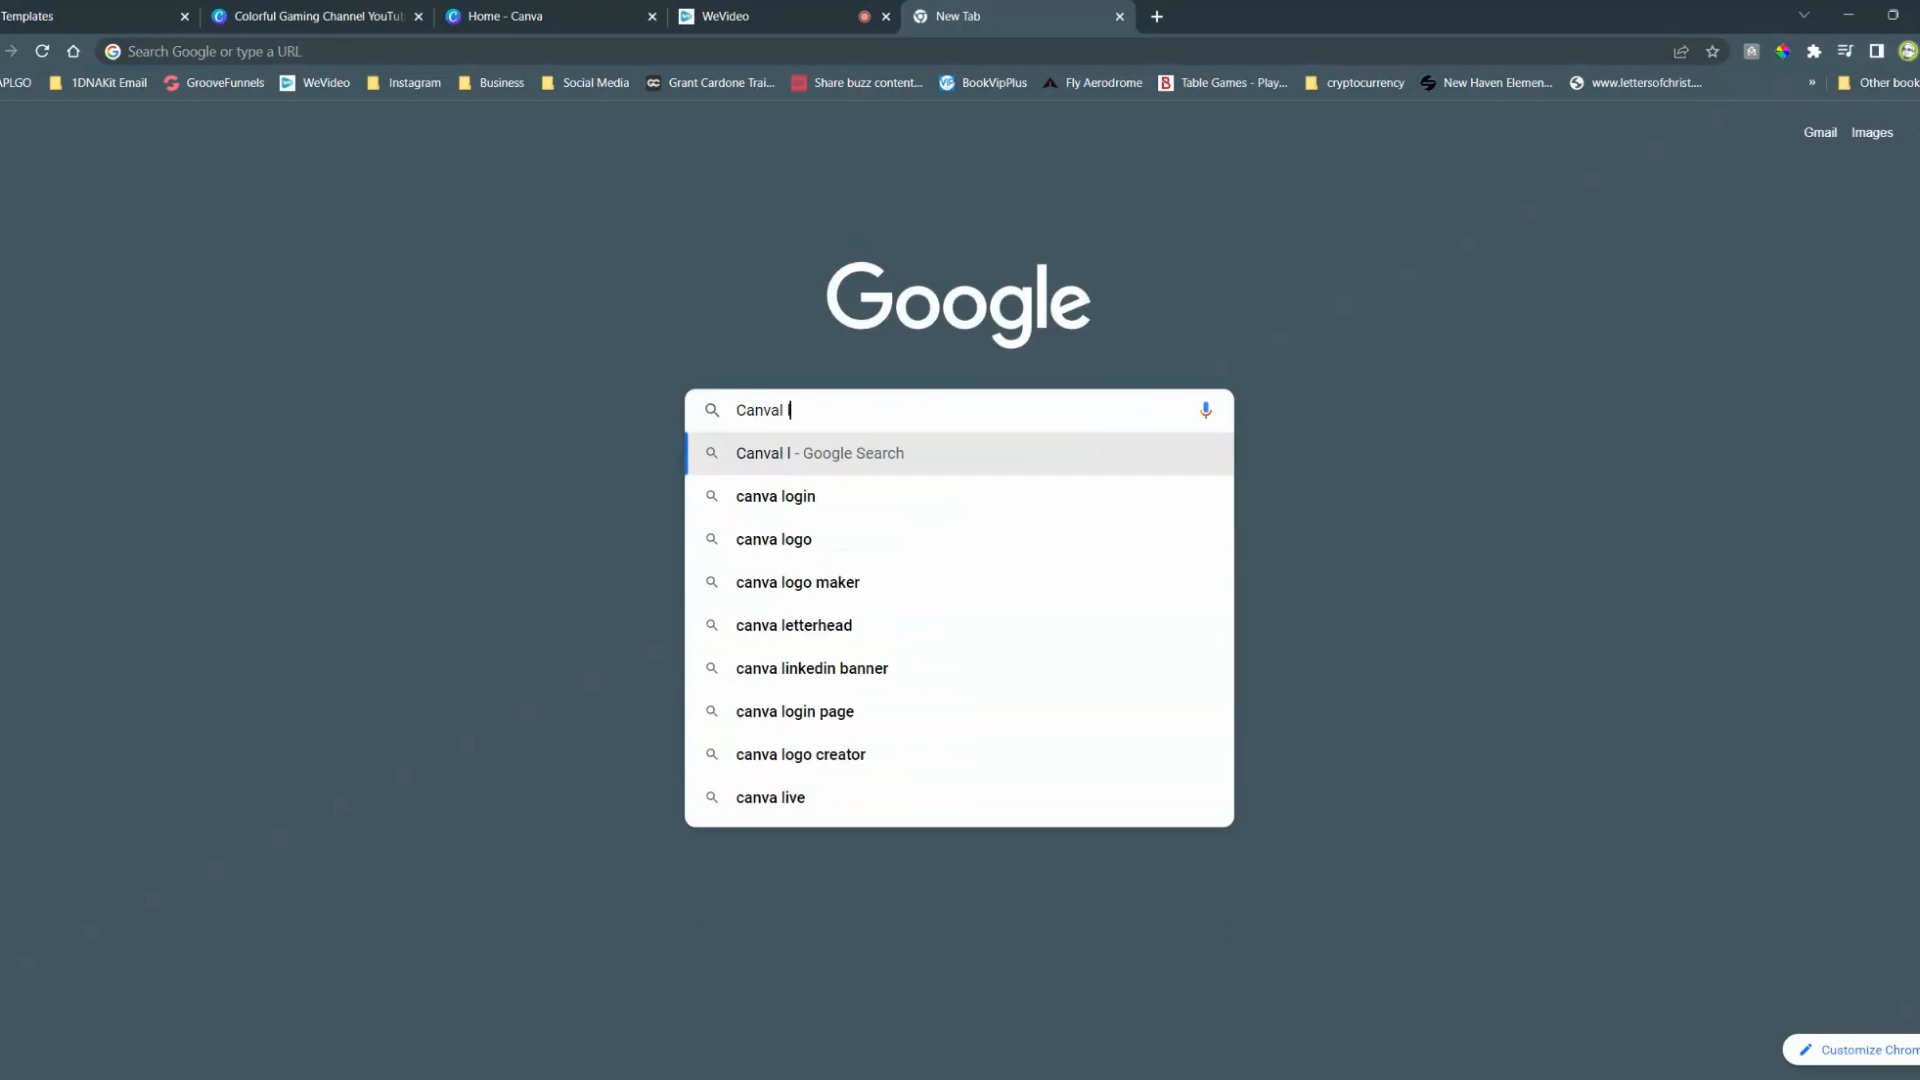 Templates
Colorful Gaming Channel YouTu
Home - Canva
WeVideo
New Tab
Search Google or type a URL
APLGO
1DNAKit Email
GrooveFunnels
WeVideo
Instagram
Business
Social Media
Grant Cardone Trai...
Share buzz content...
BookVipPlus
Fly Aerodrome
Table Games - Play...
cryptocurrency
New Haven Elemen...
www.lettersofchrist....
»
Other book
Gmail
Images
Google
Canval l
Canval l - Google Search
canva login
canva logo
canva logo maker
canva letterhead
canva linkedin banner
canva login page
canva logo creator
canva live
Customize Chrom